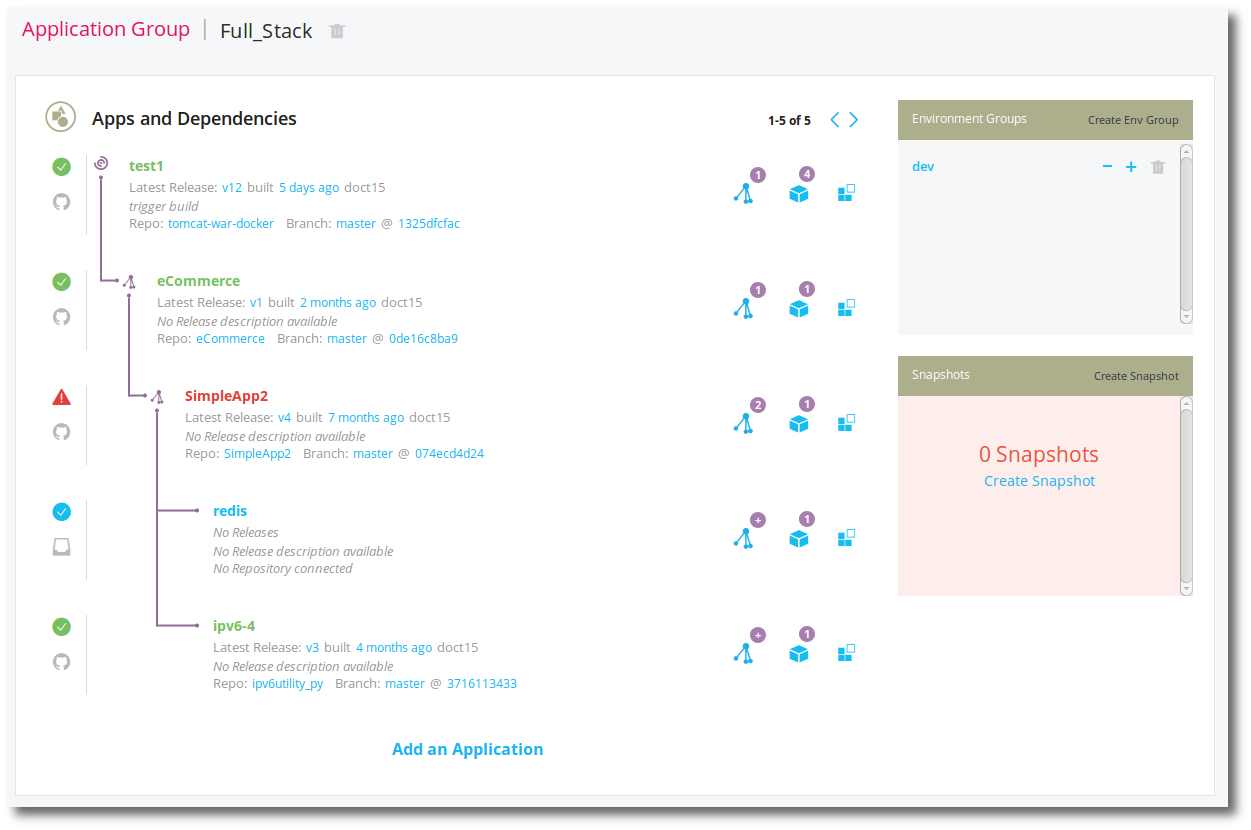 Application Group | Full_Stack
Apps and Dependencies
1-5 of 5
test1
1
4
Latest Release: v12 built 5 days ago doct15
trigger build
Repo: tomcat-war-docker Branch: master @ 1325dfcfac
eCommerce
1
1
Latest Release: v1 built 2 months ago doct15
No Release description available
Repo: eCommerce Branch: master @ 0de16c8ba9
SimpleApp2
2
1
Latest Release: v4 built 7 months ago doct15
No Release description available
Repo: SimpleApp2 Branch: master @ 074ecd4d24
redis
+
1
No Releases
No Release description available
No Repository connected
ipv6-4
+
1
Latest Release: v3 built 4 months ago doct15
No Release description available
Repo: ipv6utility_py Branch: master @ 3716113433
Add an Application
Environment Groups Create Env Group
dev − +
Snapshots Create Snapshot
0 Snapshots
Create Snapshot